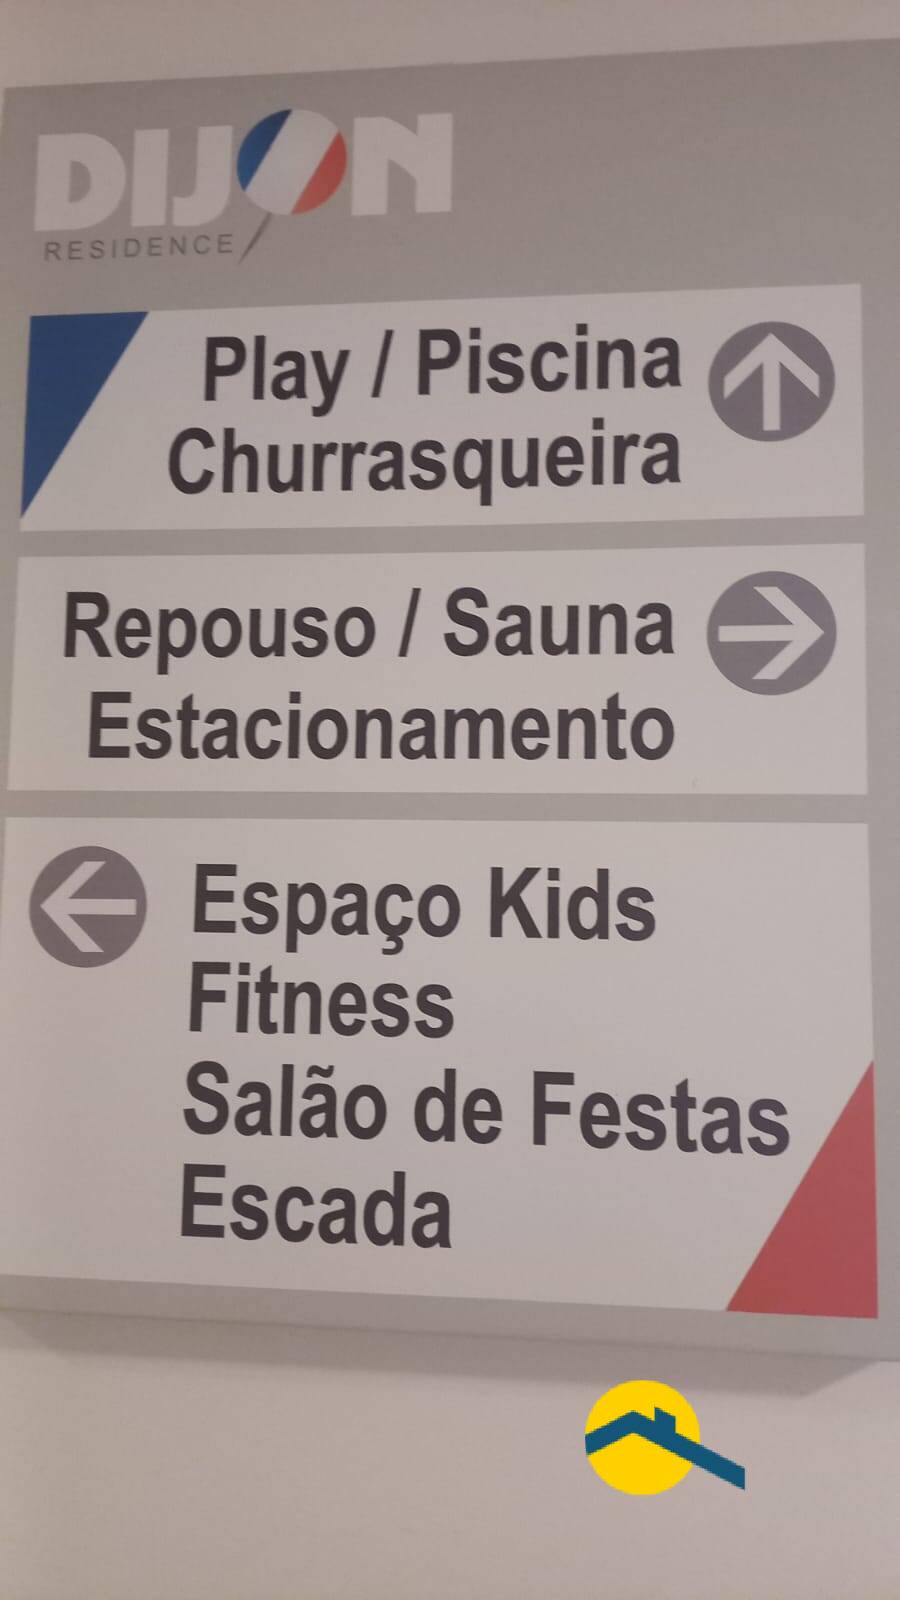 DIJON
RESIDENCE
Play / Piscina
Churrasqueira
Repouso / Sauna
Estacionamento
Espaço Kids
Fitness
Salão de Festas
Escada